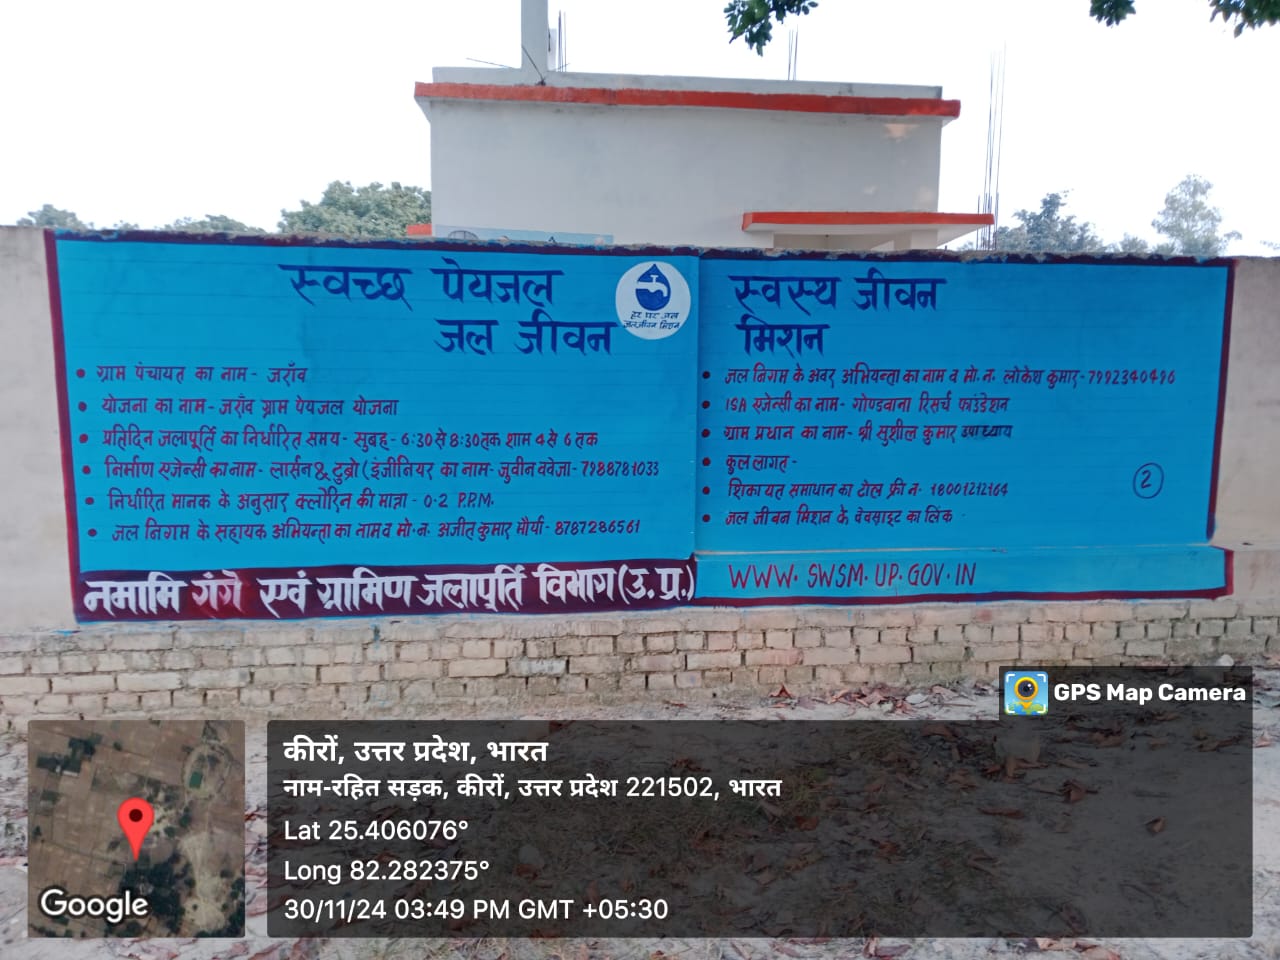 स्वच्छ पेयजल
जल जीवन
हर घर जल
जल जीवन मिशन
• ग्राम पंचायत का नाम - जराँव
• योजना का नाम - जराँव ग्राम पेयजल योजना
• प्रतिदिन जलापूर्ति का निर्धारित समय - सुबह - 6:30 से 8:30 तक शाम 4 से 6 तक
• निर्माण एजेन्सी का नाम - लार्सन & टुब्रो (इंजीनियर का नाम - जुवीन ववेजा - 7988781033
• निर्धारित मानक के अनुसार क्लोरिन की मात्रा - 0.2 P.P.M.
• जल निगम के सहायक अभियन्ता का नाम व मो. न. अजीत कुमार मौर्या - 8787286561
नमामि गंगे एवं ग्रामिण जलापूर्ति विभाग (उ. प्र.)
स्वस्थ जीवन
मिशन
• जल निगम के अवर अभियन्ता का नाम व मो. न. लोकेश कुमार - 7992340496
• ISA एजेन्सी का नाम - गोण्डवाना रिसर्च फाउंडेशन
• ग्राम प्रधान का नाम - श्री सुशील कुमार उपाध्याय
• कुल लागत -
• शिकायत समाधान का टोल फ्री न. 18001212164
• जल जीवन मिशन के वेवसाइट का लिंक
2
WWW. SWSM. UP. GOV. IN
GPS Map Camera
कीरों, उत्तर प्रदेश, भारत
नाम-रहित सड़क, कीरों, उत्तर प्रदेश 221502, भारत
Lat 25.406076°
Long 82.282375°
30/11/24 03:49 PM GMT +05:30
Google